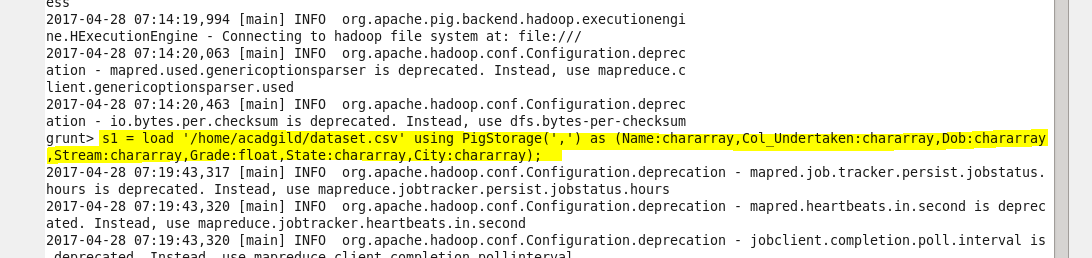 ess
2017-04-28 07:14:19,994 [main] INFO  org.apache.pig.backend.hadoop.executionengi
ne.HExecutionEngine - Connecting to hadoop file system at: file:///
2017-04-28 07:14:20,063 [main] INFO  org.apache.hadoop.conf.Configuration.deprec
ation - mapred.used.genericoptionsparser is deprecated. Instead, use mapreduce.c
lient.genericoptionsparser.used
2017-04-28 07:14:20,463 [main] INFO  org.apache.hadoop.conf.Configuration.deprec
ation - io.bytes.per.checksum is deprecated. Instead, use dfs.bytes-per-checksum
grunt> s1 = load '/home/acadgild/dataset.csv' using PigStorage(',') as (Name:chararray,Col_Undertaken:chararray,Dob:chararray
,Stream:chararray,Grade:float,State:chararray,City:chararray);
2017-04-28 07:19:43,317 [main] INFO  org.apache.hadoop.conf.Configuration.deprecation - mapred.job.tracker.persist.jobstatus.
hours is deprecated. Instead, use mapreduce.jobtracker.persist.jobstatus.hours
2017-04-28 07:19:43,320 [main] INFO  org.apache.hadoop.conf.Configuration.deprecation - mapred.heartbeats.in.second is deprec
ated. Instead, use mapreduce.jobtracker.heartbeats.in.second
2017-04-28 07:19:43,320 [main] INFO  org.apache.hadoop.conf.Configuration.deprecation - jobclient.completion.poll.interval is
 deprecated. Instead, use mapreduce.client.completion.pollinterval